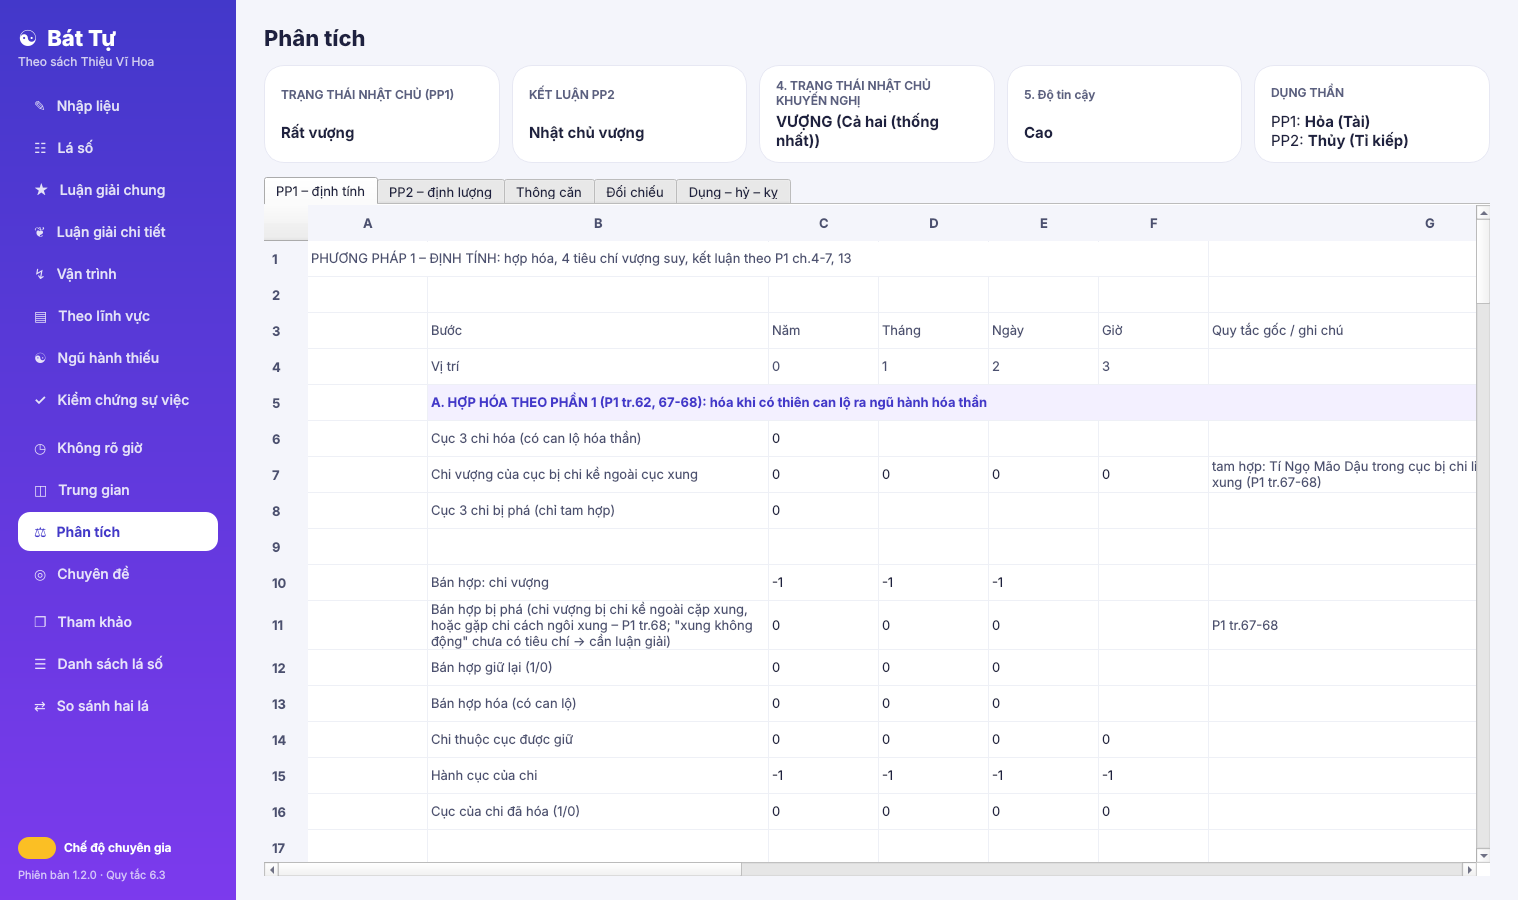 Bát Tự
Theo sách Thiệu Vĩ Hoa
Nhập liệu
Lá số
Luận giải chung
Luận giải chi tiết
Vận trình
Theo lĩnh vực
Ngũ hành thiếu
Kiểm chứng sự việc
Không rõ giờ
Trung gian
Phân tích
Chuyên đề
Tham khảo
Danh sách lá số
So sánh hai lá
Chế độ chuyên gia
Phiên bản 1.2.0 · Quy tắc 6.3
Phân tích
TRẠNG THÁI NHẬT CHỦ (PP1)
Rất vượng
KẾT LUẬN PP2
Nhật chủ vượng
4. TRẠNG THÁI NHẬT CHỦ
KHUYẾN NGHỊ
VƯỢNG (Cả hai (thống
nhất))
5. Độ tin cậy
Cao
DỤNG THẦN
PP1: Hỏa (Tài)
PP2: Thủy (Tỉ kiếp)
PP1 – định tính PP2 – định lượng Thông căn Đối chiếu Dụng – hỷ – kỵ
A B C D E F G
1 PHƯƠNG PHÁP 1 – ĐỊNH TÍNH: hợp hóa, 4 tiêu chí vượng suy, kết luận theo P1 ch.4-7, 13
2
3 Bước Năm Tháng Ngày Giờ Quy tắc gốc / ghi chú
4 Vị trí 0 1 2 3
5 A. HỢP HÓA THEO PHẦN 1 (P1 tr.62, 67-68): hóa khi có thiên can lộ ra ngũ hành hóa thần
6 Cục 3 chi hóa (có can lộ hóa thần) 0
7 Chi vượng của cục bị chi kề ngoài cục xung 0 0 0 0 tam hợp: Tí Ngọ Mão Dậu trong cục bị chi li
xung (P1 tr.67-68)
8 Cục 3 chi bị phá (chỉ tam hợp) 0
9
10 Bán hợp: chi vượng -1 -1 -1
11 Bán hợp bị phá (chi vượng bị chi kề ngoài cặp xung,
hoặc gặp chi cách ngôi xung – P1 tr.68; "xung không
động" chưa có tiêu chí → cần luận giải) 0 0 0 P1 tr.67-68
12 Bán hợp giữ lại (1/0) 0 0 0
13 Bán hợp hóa (có can lộ) 0 0 0
14 Chi thuộc cục được giữ 0 0 0 0
15 Hành cục của chi -1 -1 -1 -1
16 Cục của chi đã hóa (1/0) 0 0 0 0
17